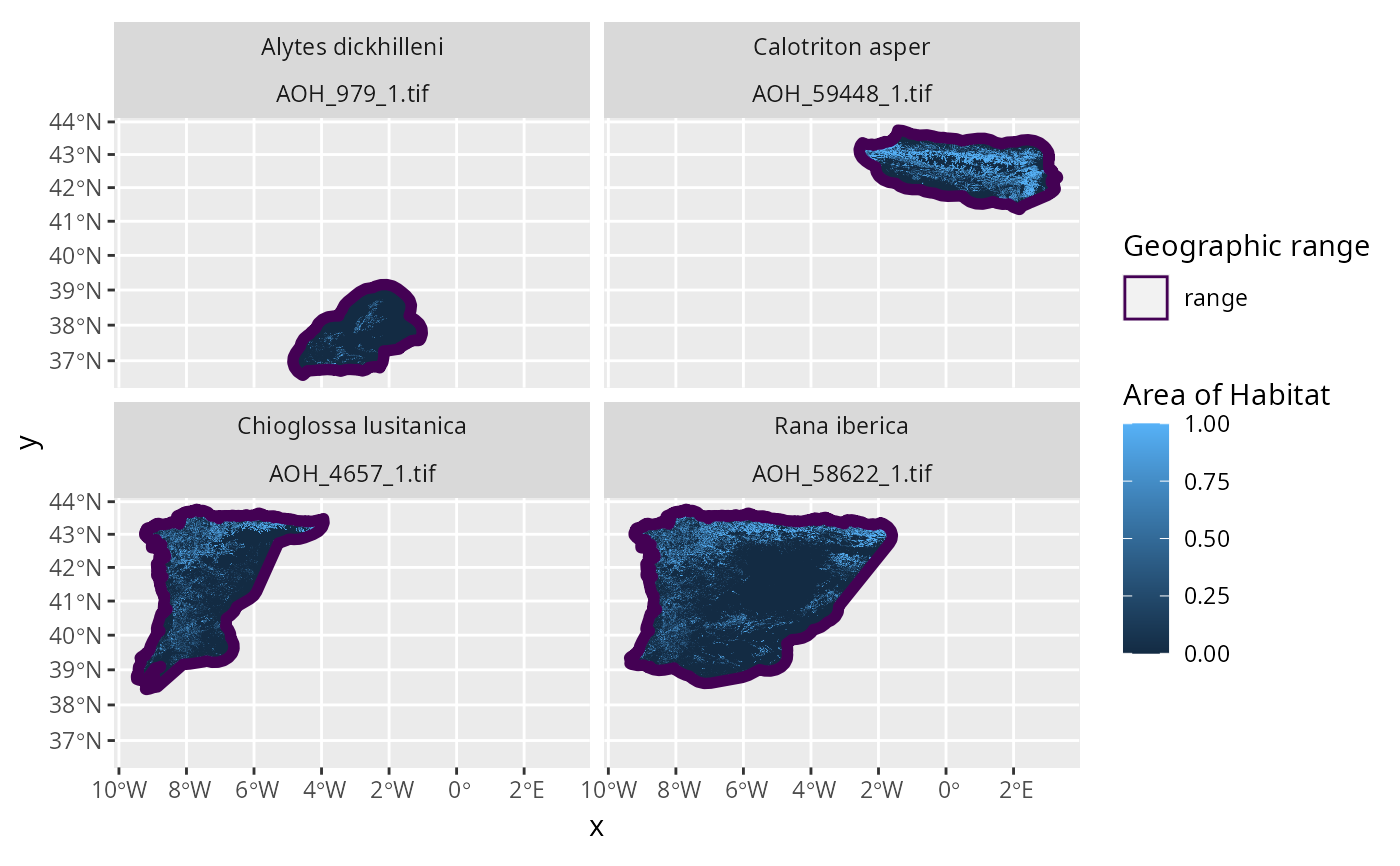 Alytes dickhilleni
AOH_979_1.tif
Calotriton asper
AOH_59448_1.tif
44°N
43°N
42°N
41°N
40°N
39°N
38°N
37°N
Chioglossa lusitanica
AOH_4657_1.tif
Rana iberica
AOH_58622_1.tif
44°N
43°N
42°N
41°N
40°N
39°N
38°N
37°N
y
10°W 8°W 6°W 4°W 2°W 0° 2°E
10°W 8°W 6°W 4°W 2°W 0° 2°E
x
Geographic range
range
Area of Habitat
1.00
0.75
0.50
0.25
0.00